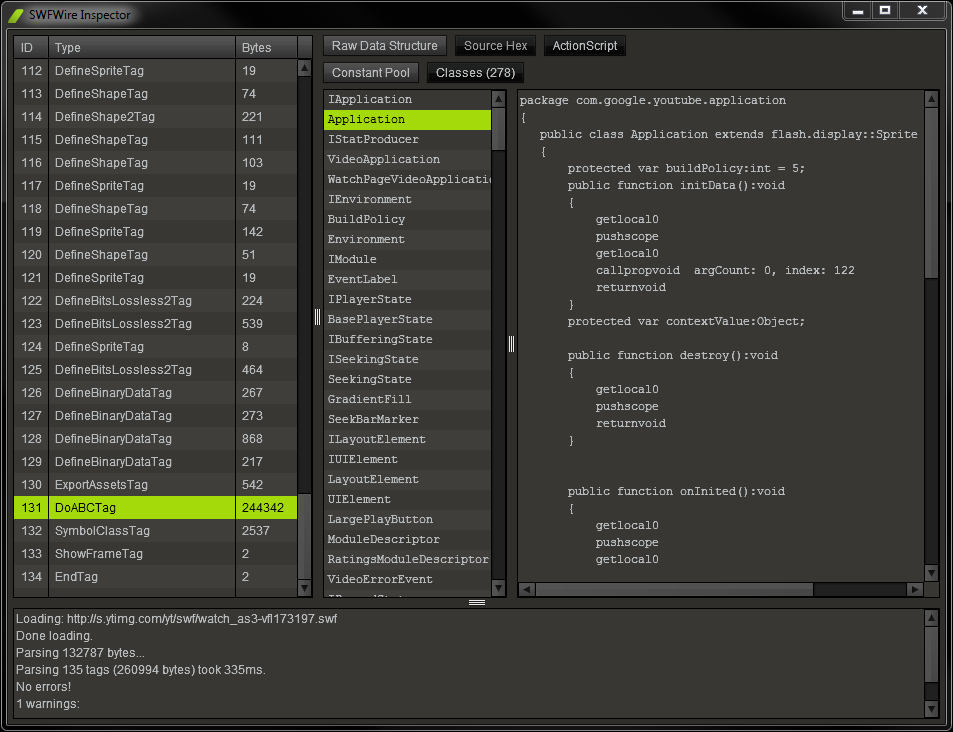 SWFWire Inspector
ID Type Bytes
112 DefineSpriteTag 19
113 DefineShapeTag 74
114 DefineShape2Tag 221
115 DefineShapeTag 111
116 DefineShapeTag 103
117 DefineSpriteTag 19
118 DefineShapeTag 74
119 DefineSpriteTag 142
120 DefineShapeTag 51
121 DefineSpriteTag 19
122 DefineBitsLossless2Tag 224
123 DefineBitsLossless2Tag 539
124 DefineSpriteTag 8
125 DefineBitsLossless2Tag 464
126 DefineBinaryDataTag 267
127 DefineBinaryDataTag 273
128 DefineBinaryDataTag 868
129 DefineBinaryDataTag 217
130 ExportAssetsTag 542
131 DoABCTag 244342
132 SymbolClassTag 2537
133 ShowFrameTag 2
134 EndTag 2
Raw Data Structure Source Hex ActionScript
Constant Pool Classes (278)
IApplication
Application
IStatProducer
VideoApplication
WatchPageVideoApplicatio
IEnvironment
BuildPolicy
Environment
IModule
EventLabel
IPlayerState
BasePlayerState
IBufferingState
ISeekingState
SeekingState
GradientFill
SeekBarMarker
ILayoutElement
IUIElement
LayoutElement
UIElement
LargePlayButton
ModuleDescriptor
RatingsModuleDescriptor
VideoErrorEvent
package com.google.youtube.application
{
public class Application extends flash.display::Sprite
{
protected var buildPolicy:int = 5;
public function initData():void
{
getlocal0
pushscope
getlocal0
callpropvoid argCount: 0, index: 122
returnvoid
}
protected var contextValue:Object;
public function destroy():void
{
getlocal0
pushscope
returnvoid
}
public function onInited():void
{
getlocal0
pushscope
getlocal0
Loading: http://s.ytimg.com/yt/swf/watch_as3-vfl173197.swf
Done loading.
Parsing 132787 bytes...
Parsing 135 tags (260994 bytes) took 335ms.
No errors!
1 warnings: